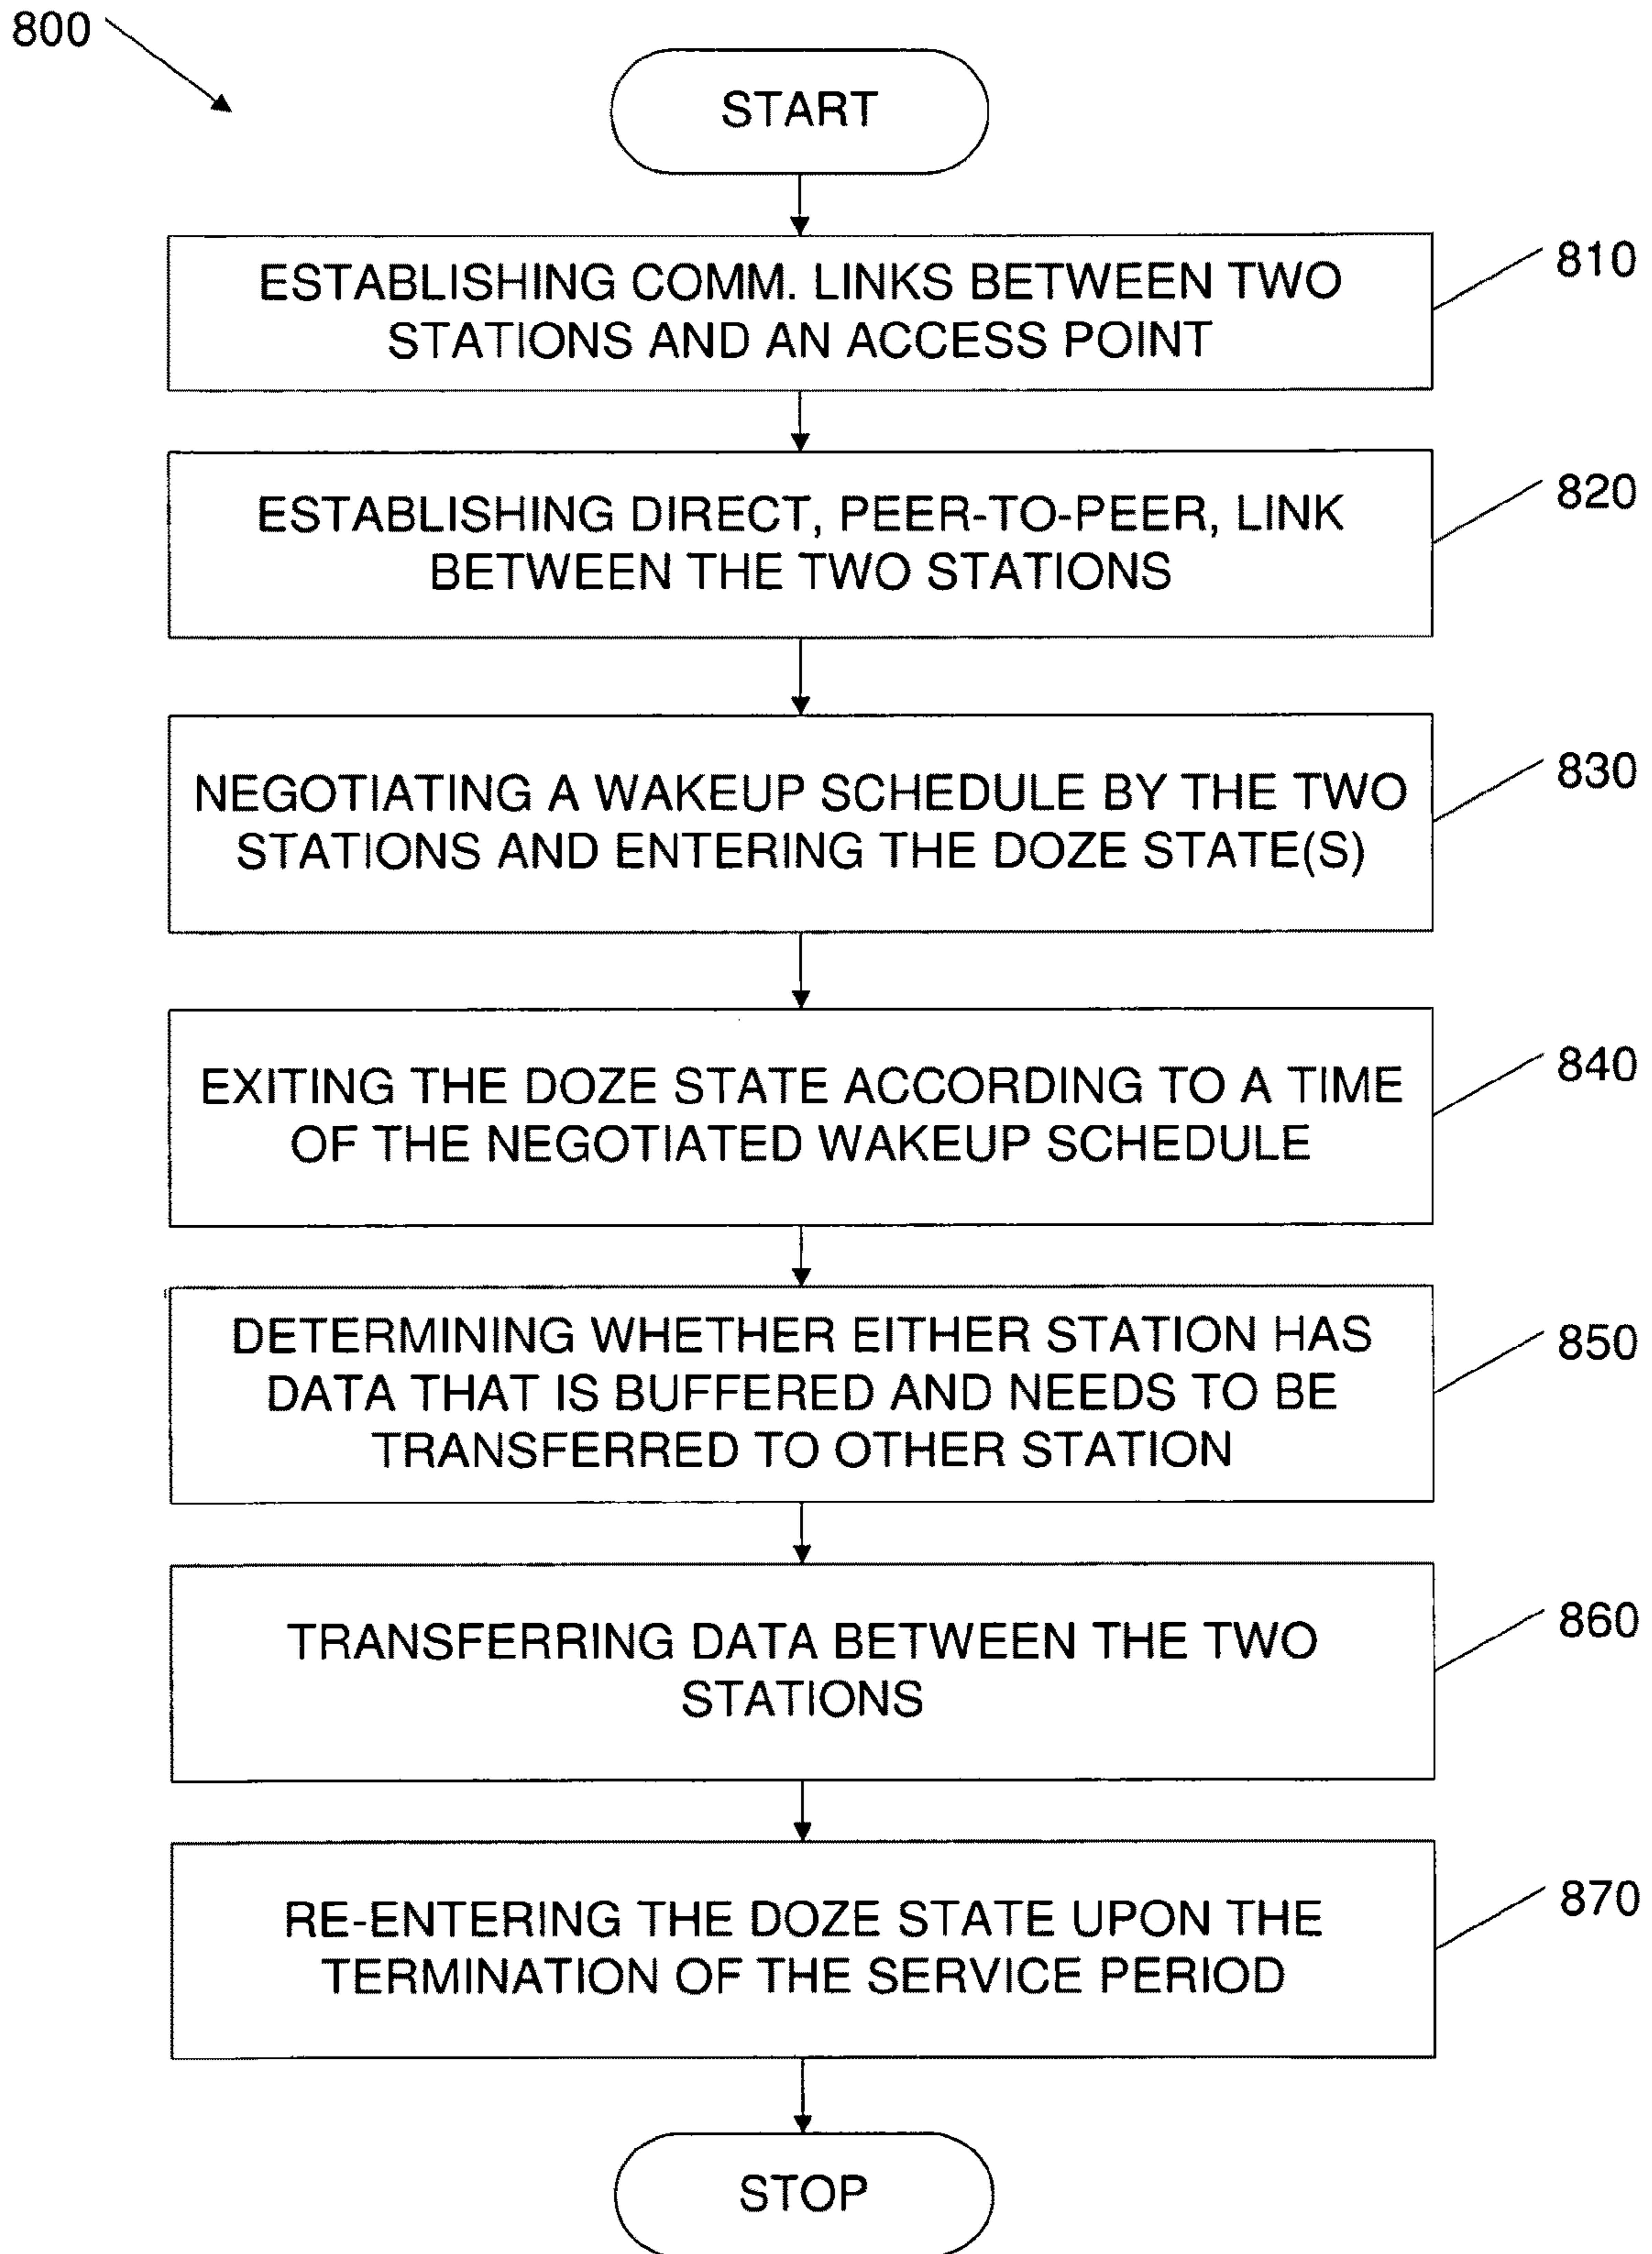 800
START
ESTABLISHING COMM. LINKS BETWEEN TWO
STATIONS AND AN ACCESS POINT
810
ESTABLISHING DIRECT, PEER-TO-PEER, LINK
BETWEEN THE TWO STATIONS
820
NEGOTIATING A WAKEUP SCHEDULE BY THE TWO
STATIONS AND ENTERING THE DOZE STATE(S)
830
EXITING THE DOZE STATE ACCORDING TO A TIME
OF THE NEGOTIATED WAKEUP SCHEDULE
840
DETERMINING WHETHER EITHER STATION HAS
DATA THAT IS BUFFERED AND NEEDS TO BE
TRANSFERRED TO OTHER STATION
850
TRANSFERRING DATA BETWEEN THE TWO
STATIONS
860
RE-ENTERING THE DOZE STATE UPON THE
TERMINATION OF THE SERVICE PERIOD
870
STOP